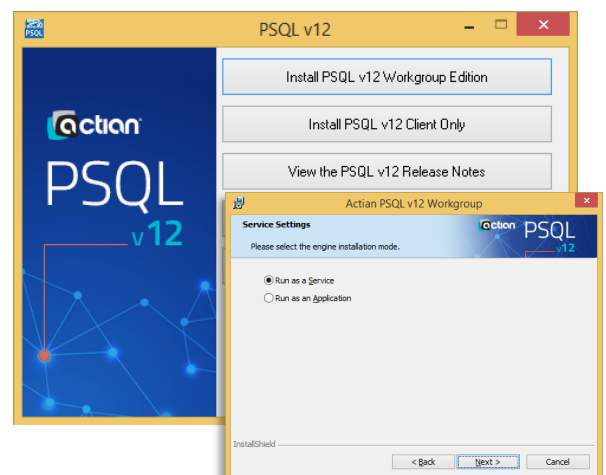 PSQL
PSQL v12
Install PSQL v12 Workgroup Edition
Install PSQL v12 Client Only
View the PSQL v12 Release Notes
actian
PSQL
v12
Actian PSQL v12 Workgroup
Service Settings
Please select the engine installation mode.
actian
PSQL
v12
Run as a Service
Run as an Application
InstallShield
< Back
Next >
Cancel